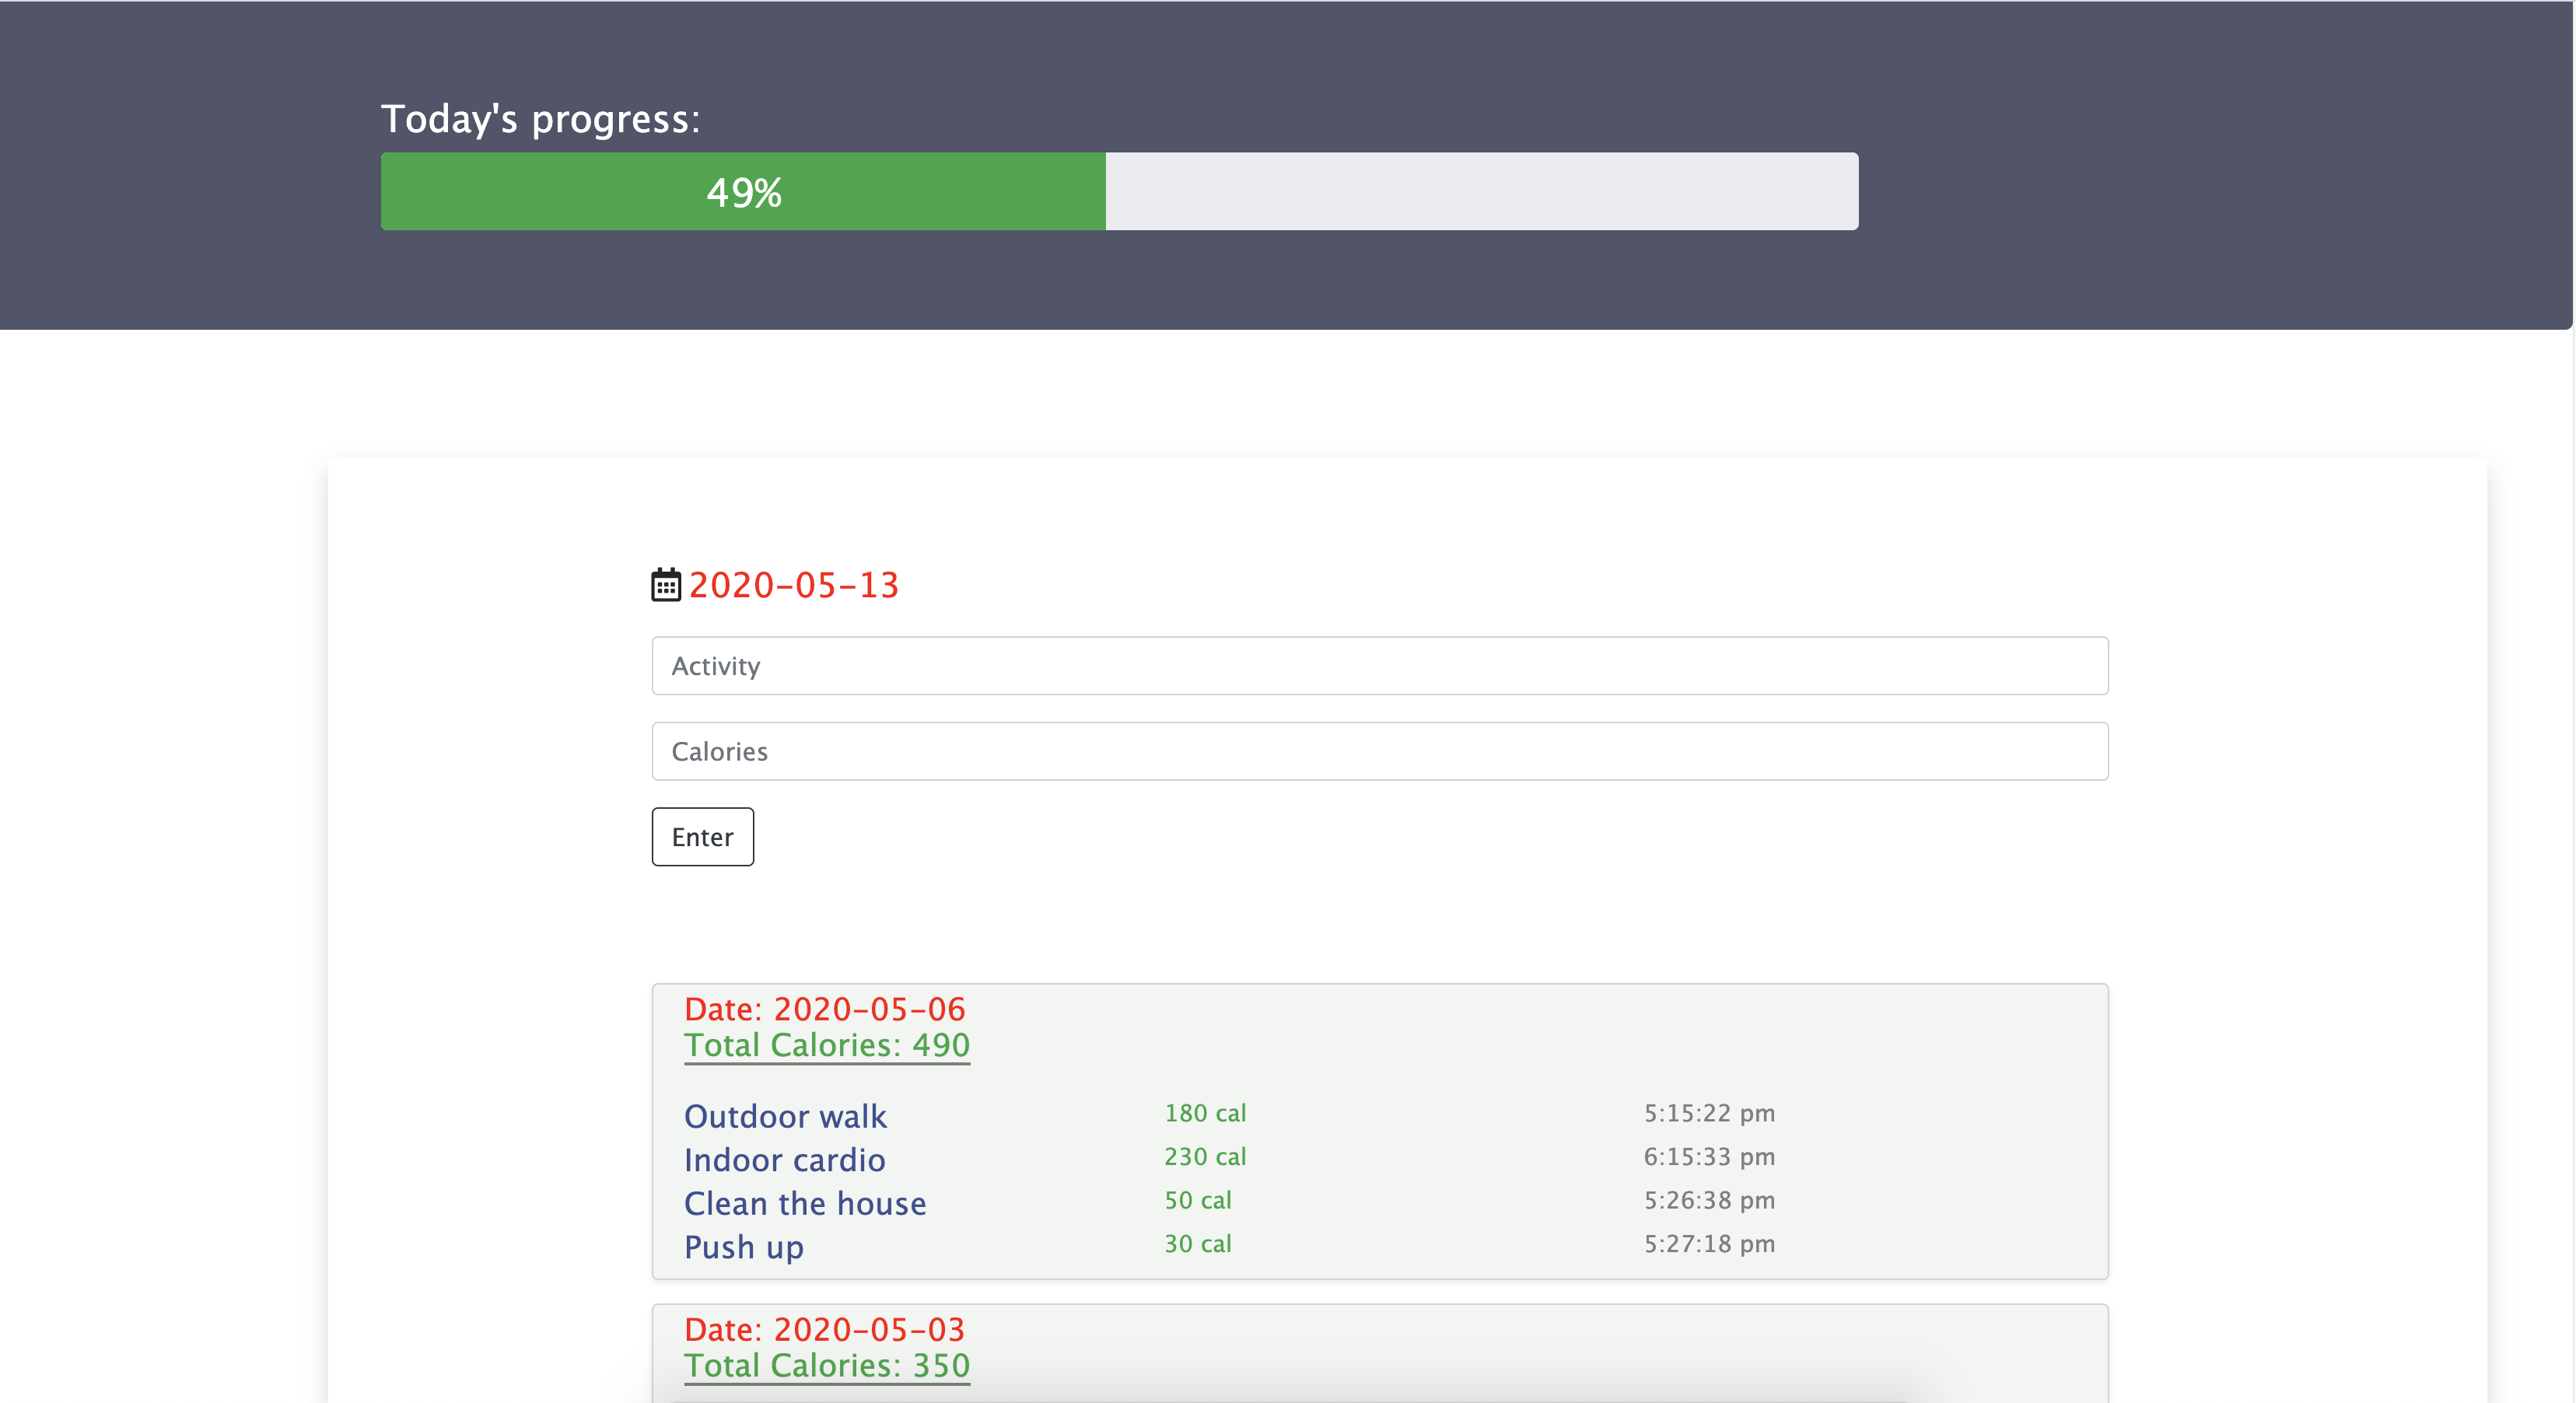 Today's progress:
49%
2020-05-13
Activity
Calories
Enter
Date: 2020-05-06
Total Calories: 490
Outdoor walk 180 cal 5:15:22 pm
Indoor cardio 230 cal 6:15:33 pm
Clean the house 50 cal 5:26:38 pm
Push up 30 cal 5:27:18 pm
Date: 2020-05-03
Total Calories: 350